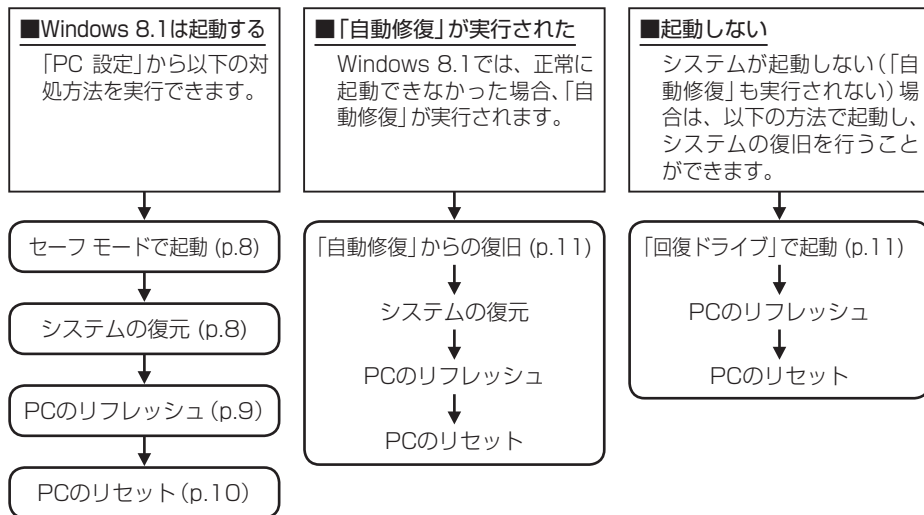 ■Windows 8.1は起動する
「PC 設定」から以下の対
処方法を実行できます。
セーフ モードで起動 (p.8)
システムの復元 (p.8)
PCのリフレッシュ (p.9)
PCのリセット (p.10)
■「自動修復」が実行された
Windows 8.1では、正常に
起動できなかった場合、「自
動修復」が実行されます。
「自動修復」からの復旧 (p.11)
システムの復元
PCのリフレッシュ
PCのリセット
■起動しない
システムが起動しない（「自
動修復」も実行されない）場
合は、以下の方法で起動し、
システムの復旧を行うこと
ができます。
「回復ドライブ」で起動 (p.11)
PCのリフレッシュ
PCのリセット